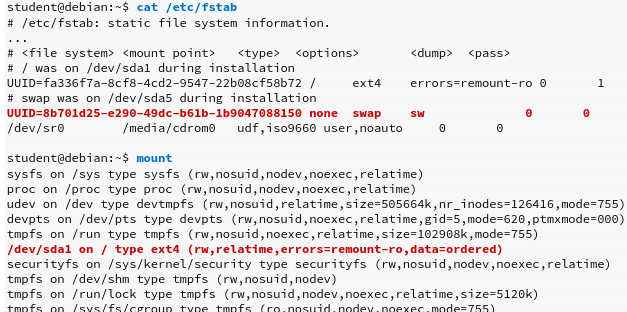 student@debian:~$ cat /etc/fstab
# /etc/fstab: static file system information.
...
# <file system> <mount point>   <type>  <options>       <dump>  <pass>
# / was on /dev/sda1 during installation
UUID=fa336f7a-8cf8-4cd2-9547-22b08cf58b72 /     ext4    errors=remount-ro 0       1
# swap was on /dev/sda5 during installation
UUID=8b701d25-e290-49dc-b61b-1b9047088150 none  swap    sw              0       0
/dev/sr0        /media/cdrom0   udf,iso9660 user,noauto     0       0
student@debian:~$ mount
sysfs on /sys type sysfs (rw,nosuid,nodev,noexec,relatime)
proc on /proc type proc (rw,nosuid,nodev,noexec,relatime)
udev on /dev type devtmpfs (rw,nosuid,relatime,size=505664k,nr_inodes=126416,mode=755)
devpts on /dev/pts type devpts (rw,nosuid,noexec,relatime,gid=5,mode=620,ptmxmode=000)
tmpfs on /run type tmpfs (rw,nosuid,noexec,relatime,size=102908k,mode=755)
/dev/sda1 on / type ext4 (rw,relatime,errors=remount-ro,data=ordered)
securityfs on /sys/kernel/security type securityfs (rw,nosuid,nodev,noexec,relatime)
tmpfs on /dev/shm type tmpfs (rw,nosuid,nodev)
tmpfs on /run/lock type tmpfs (rw,nosuid,nodev,noexec,relatime,size=5120k)
tmpfs on /sys/fs/cgroup type tmpfs (ro,nosuid,nodev,noexec,mode=755)